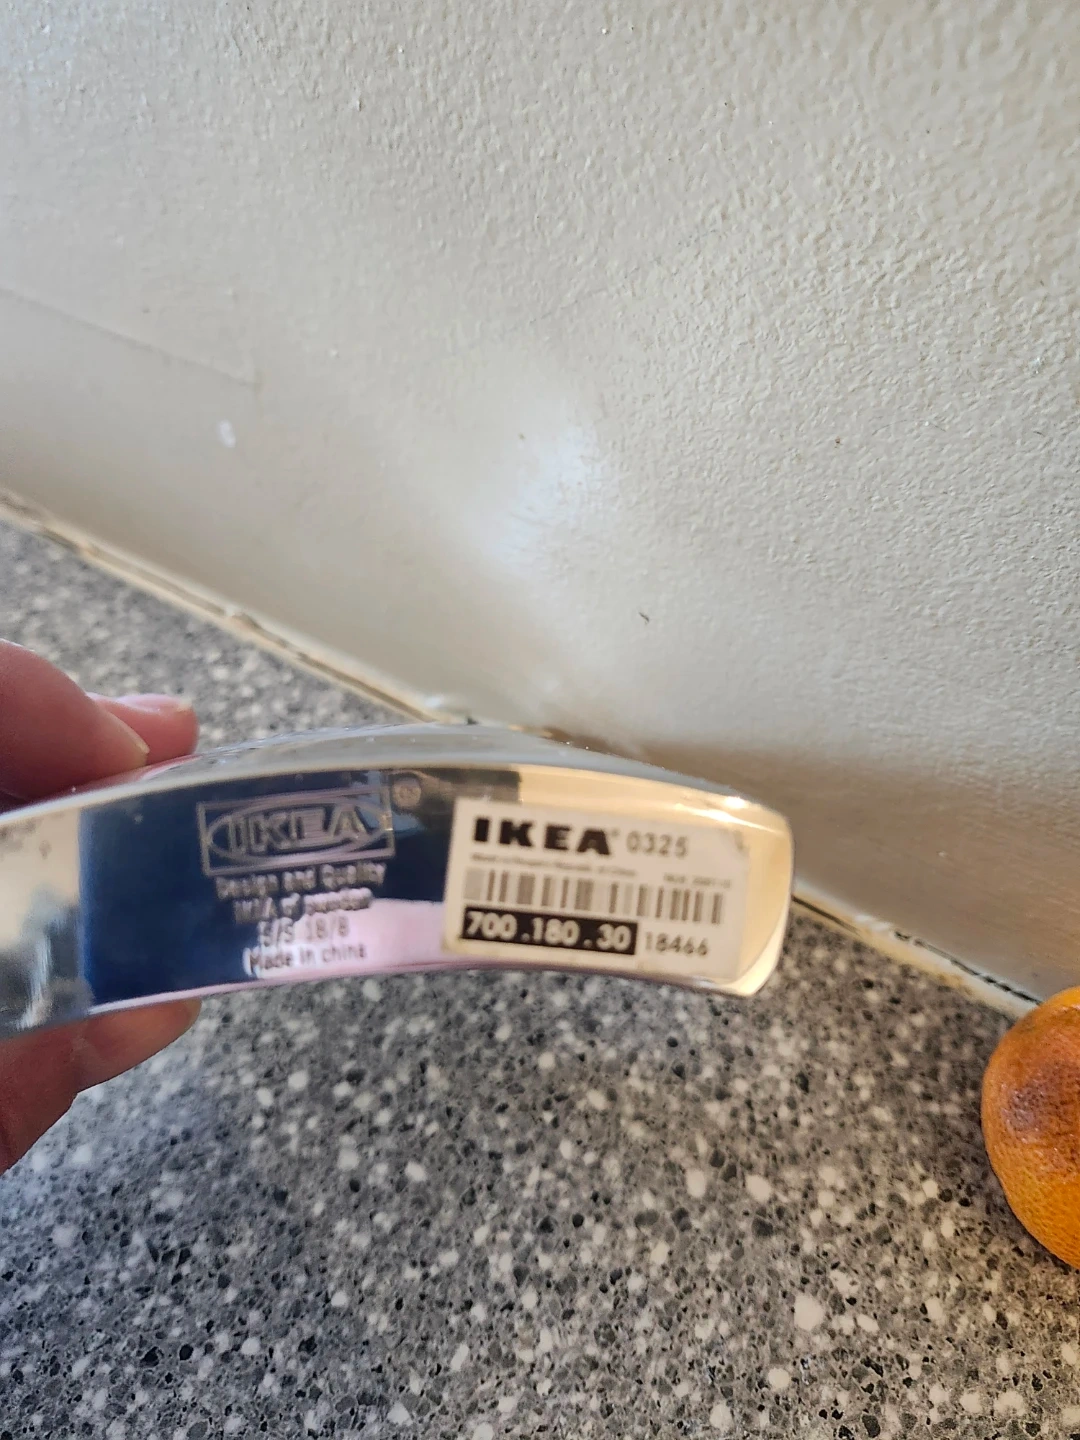 IKEA®
Design and Quality
IKEA of Sweden
S/S 18/8
Made in china
IKEA® 0325
700.180.30 18466